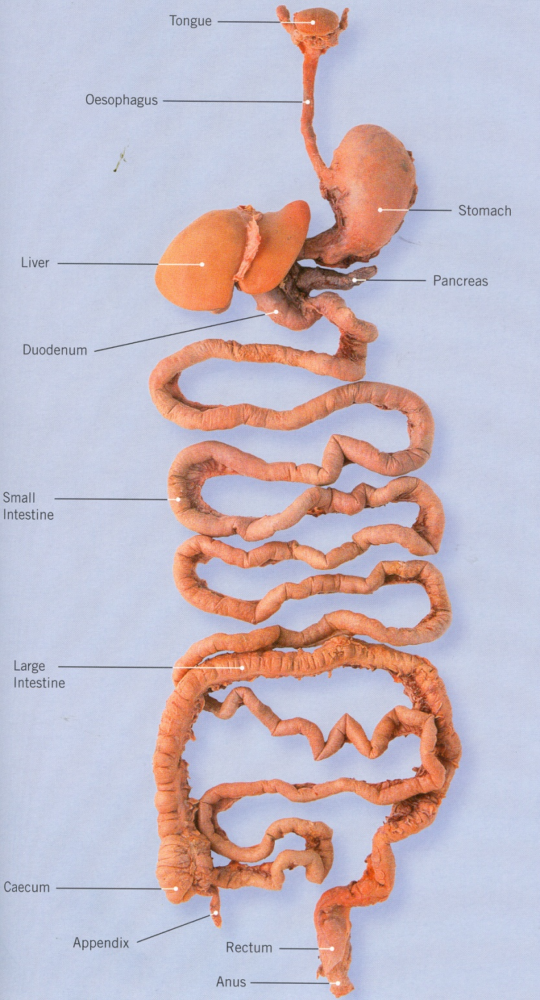 Tongue
Oesophagus
Stomach
Liver
Pancreas
Duodenum
Small
Intestine
Large
Intestine
Caecum
Appendix
Rectum
Anus